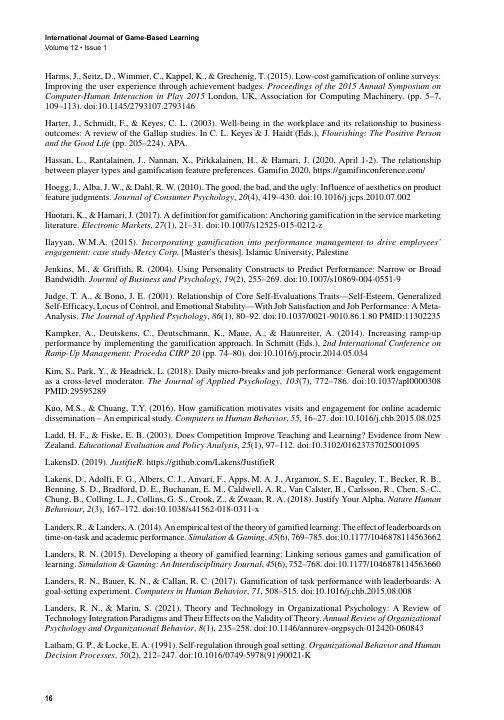 International Journal of Game-Based Learning
Volume 12 • Issue 1
Harms, J., Seitz, D., Wimmer, C., Kappel, K., & Grechenig, T. (2015). Low-cost gamification of online surveys:
Improving the user experience through achievement badges. Proceedings of the 2015 Annual Symposium on
Computer-Human Interaction in Play 2015 London, UK, Association for Computing Machinery. (pp. 5–7,
109–113). doi:10.1145/2793107.2793146
Harter, J., Schmidt, F., & Keyes, C. L. (2003). Well-being in the workplace and its relationship to business
outcomes: A review of the Gallup studies. In C. L. Keyes & J. Haidt (Eds.), Flourishing: The Positive Person
and the Good Life (pp. 205–224). APA.
Hassan, L., Rantalainen, J., Nannan, X., Pirkkalainen, H., & Hamari, J. (2020, April 1-2). The relationship
between player types and gamification feature preferences. Gamifin 2020, https://gamifinconference.com/
Hoegg, J., Alba, J. W., & Dahl, R. W. (2010). The good, the bad, and the ugly: Influence of aesthetics on product
feature judgments. Journal of Consumer Psychology, 20(4), 419–430. doi:10.1016/j.jcps.2010.07.002
Huotari, K., & Hamari, J. (2017). A definition for gamification: Anchoring gamification in the service marketing
literature. Electronic Markets, 27(1), 21–31. doi:10.1007/s12525-015-0212-z
Ilayyan, W.M.A. (2015). Incorporating gamification into performance management to drive employees'
engagement: case study-Mercy Corp. [Master's thesis]. Islamic University, Palestine
Jenkins, M., & Griffith, R. (2004). Using Personality Constructs to Predict Performance: Narrow or Broad
Bandwidth. Journal of Business and Psychology, 19(2), 255–269. doi:10.1007/s10869-004-0551-9
Judge, T. A., & Bono, J. E. (2001). Relationship of Core Self-Evaluations Traits—Self-Esteem, Generalized
Self-Efficacy, Locus of Control, and Emotional Stability—With Job Satisfaction and Job Performance: A Meta-
Analysis. The Journal of Applied Psychology, 86(1), 80–92. doi:10.1037/0021-9010.86.1.80 PMID:11302235
Kampker, A., Deutskens, C., Deutschmann, K., Maue, A., & Haunreiter, A. (2014). Increasing ramp-up
performance by implementing the gamification approach. In Schmitt (Eds.), 2nd International Conference on
Ramp-Up Management: Procedia CIRP 20 (pp. 74–80). doi:10.1016/j.procir.2014.05.034
Kim, S., Park, Y., & Headrick, L. (2018). Daily micro-breaks and job performance: General work engagement
as a cross-level moderator. The Journal of Applied Psychology, 103(7), 772–786. doi:10.1037/apl0000308
PMID:29595289
Kuo, M.S., & Chuang, T.Y. (2016). How gamification motivates visits and engagement for online academic
dissemination – An empirical study. Computers in Human Behavior, 55, 16–27. doi:10.1016/j.chb.2015.08.025
Ladd, H. F., & Fiske, E. B. (2003). Does Competition Improve Teaching and Learning? Evidence from New
Zealand. Educational Evaluation and Policy Analysis, 25(1), 97–112. doi:10.3102/01623737025001095
LakensD. (2019). JustifieR. https://github.com/Lakens/JustifieR
Lakens, D., Adolfi, F. G., Albers, C. J., Anvari, F., Apps, M. A. J., Argamon, S. E., Baguley, T., Becker, R. B.,
Benning, S. D., Bradford, D. E., Buchanan, E. M., Caldwell, A. R., Van Calster, B., Carlsson, R., Chen, S.-C.,
Chung, B., Colling, L. J., Collins, G. S., Crook, Z., & Zwaan, R. A. (2018). Justify Your Alpha. Nature Human
Behaviour, 2(3), 167–172. doi:10.1038/s41562-018-0311-x
Landers, R., & Landers, A. (2014). An empirical test of the theory of gamified learning: The effect of leaderboards on
time-on-task and academic performance. Simulation & Gaming, 45(6), 769–785. doi:10.1177/1046878114563662
Landers, R. N. (2015). Developing a theory of gamified learning: Linking serious games and gamification of
learning. Simulation & Gaming: An Interdisciplinary Journal, 45(6), 752–768. doi:10.1177/1046878114563660
Landers, R. N., Bauer, K. N., & Callan, R. C. (2017). Gamification of task performance with leaderboards: A
goal-setting experiment. Computers in Human Behavior, 71, 508–515. doi:10.1016/j.chb.2015.08.008
Landers, R. N., & Marin, S. (2021). Theory and Technology in Organizational Psychology: A Review of
Technology Integration Paradigms and Their Effects on the Validity of Theory. Annual Review of Organizational
Psychology and Organizational Behavior, 8(1), 235–258. doi:10.1146/annurev-orgpsych-012420-060843
Latham, G. P., & Locke, E. A. (1991). Self-regulation through goal setting. Organizational Behavior and Human
Decision Processes, 50(2), 212–247. doi:10.1016/0749-5978(91)90021-K
16